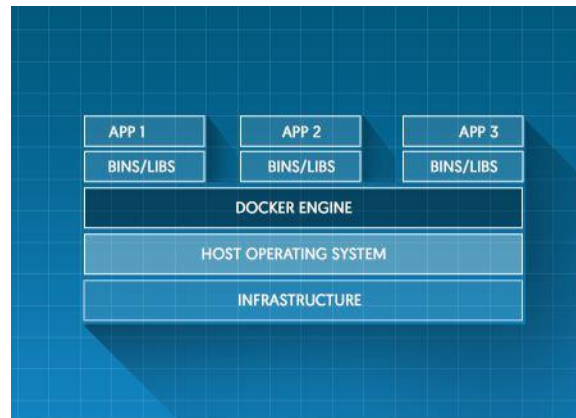 APP 1 APP 2 APP 3
BINS/LIBS BINS/LIBS BINS/LIBS
DOCKER ENGINE
HOST OPERATING SYSTEM
INFRASTRUCTURE